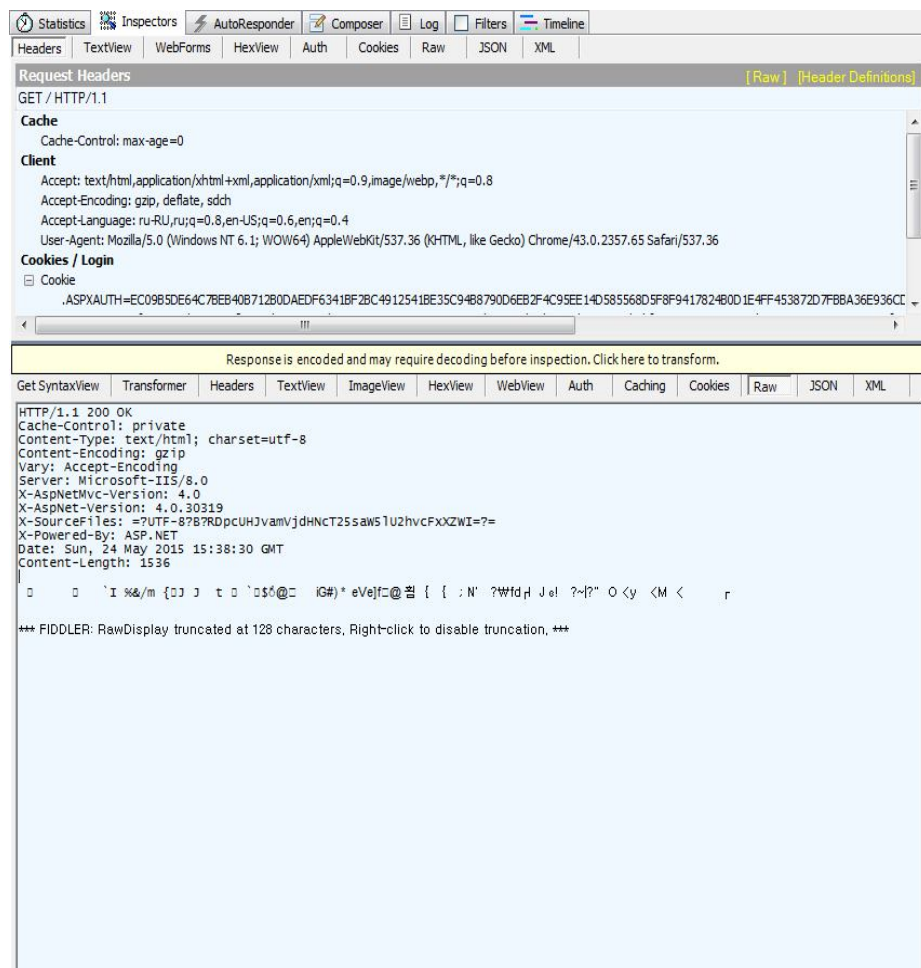 Statistics Inspectors AutoResponder Composer Log Filters Timeline
Headers TextView WebForms HexView Auth Cookies Raw JSON XML
Request Headers [Raw] [Header Definitions]
GET / HTTP/1.1
Cache
Cache-Control: max-age=0
Client
Accept: text/html,application/xhtml+xml,application/xml;q=0.9,image/webp,*/*;q=0.8
Accept-Encoding: gzip, deflate, sdch
Accept-Language: ru-RU,ru;q=0.8,en-US;q=0.6,en;q=0.4
User-Agent: Mozilla/5.0 (Windows NT 6.1; WOW64) AppleWebKit/537.36 (KHTML, like Gecko) Chrome/43.0.2357.65 Safari/537.36
Cookies / Login
Cookie
.ASPXAUTH=EC09B5DE64C7BEB40B712B0DAEDF6341BF2BC4912541BE35C94B8790D6EB2F4C95EE14D585568D5F8F9417824B0D1E4FF453872D7FBBA36E936CD
Response is encoded and may require decoding before inspection. Click here to transform.
Get SyntaxView Transformer Headers TextView ImageView HexView WebView Auth Caching Cookies Raw JSON XML
HTTP/1.1 200 OK
Cache-Control: private
Content-Type: text/html; charset=utf-8
Content-Encoding: gzip
Vary: Accept-Encoding
Server: Microsoft-IIS/8.0
X-AspNetMvc-Version: 4.0
X-AspNet-Version: 4.0.30319
X-SourceFiles: =?UTF-8?B?RDpcUHJvamVjdHNcT25saW5lU2hvcFxXZWI=?=
X-Powered-By: ASP.NET
Date: Sun, 24 May 2015 15:38:30 GMT
Content-Length: 1536
*** FIDDLER: RawDisplay truncated at 128 characters. Right-click to disable truncation. ***